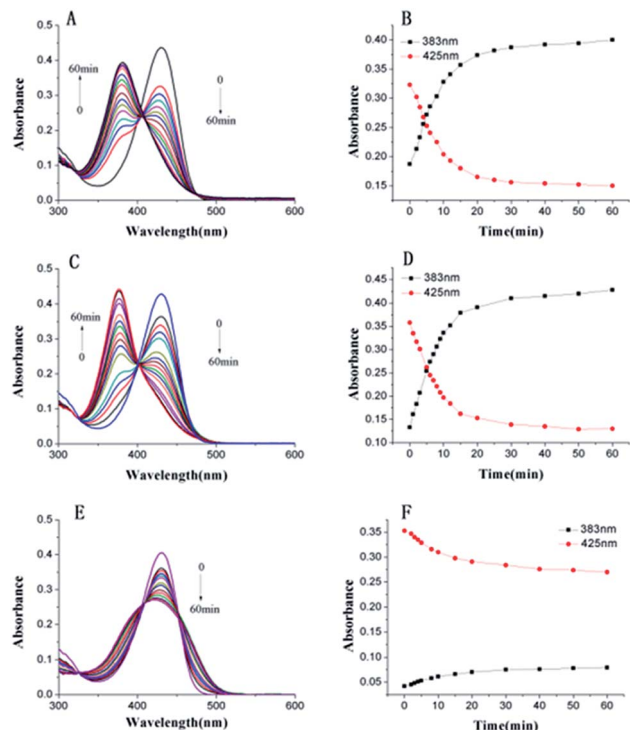 A
60min
0
0
60min
0.5
0.4
0.3
0.2
0.1
0.0
300
400
500
600
Absorbance
Wavelength(nm)
B
383nm
425nm
0.40
0.35
0.30
0.25
0.20
0.15
0 10 20 30 40 50 60
Absorbance
Time(min)
C
60min
0
0
60min
0.5
0.4
0.3
0.2
0.1
0.0
300 400 500 600
Absorbance
Wavelength(nm)
D
383nm
425nm
0.45
0.40
0.35
0.30
0.25
0.20
0.15
0.10
0 10 20 30 40 50 60
Absorbance
Time(min)
E
0
60min
0.5
0.4
0.3
0.2
0.1
0.0
300 400 500 600
Absorbance
Wavelength(nm)
F
383nm
425nm
0.35
0.30
0.25
0.20
0.15
0.10
0.05
0 10 20 30 40 50 60
Absorbance
Time(min)